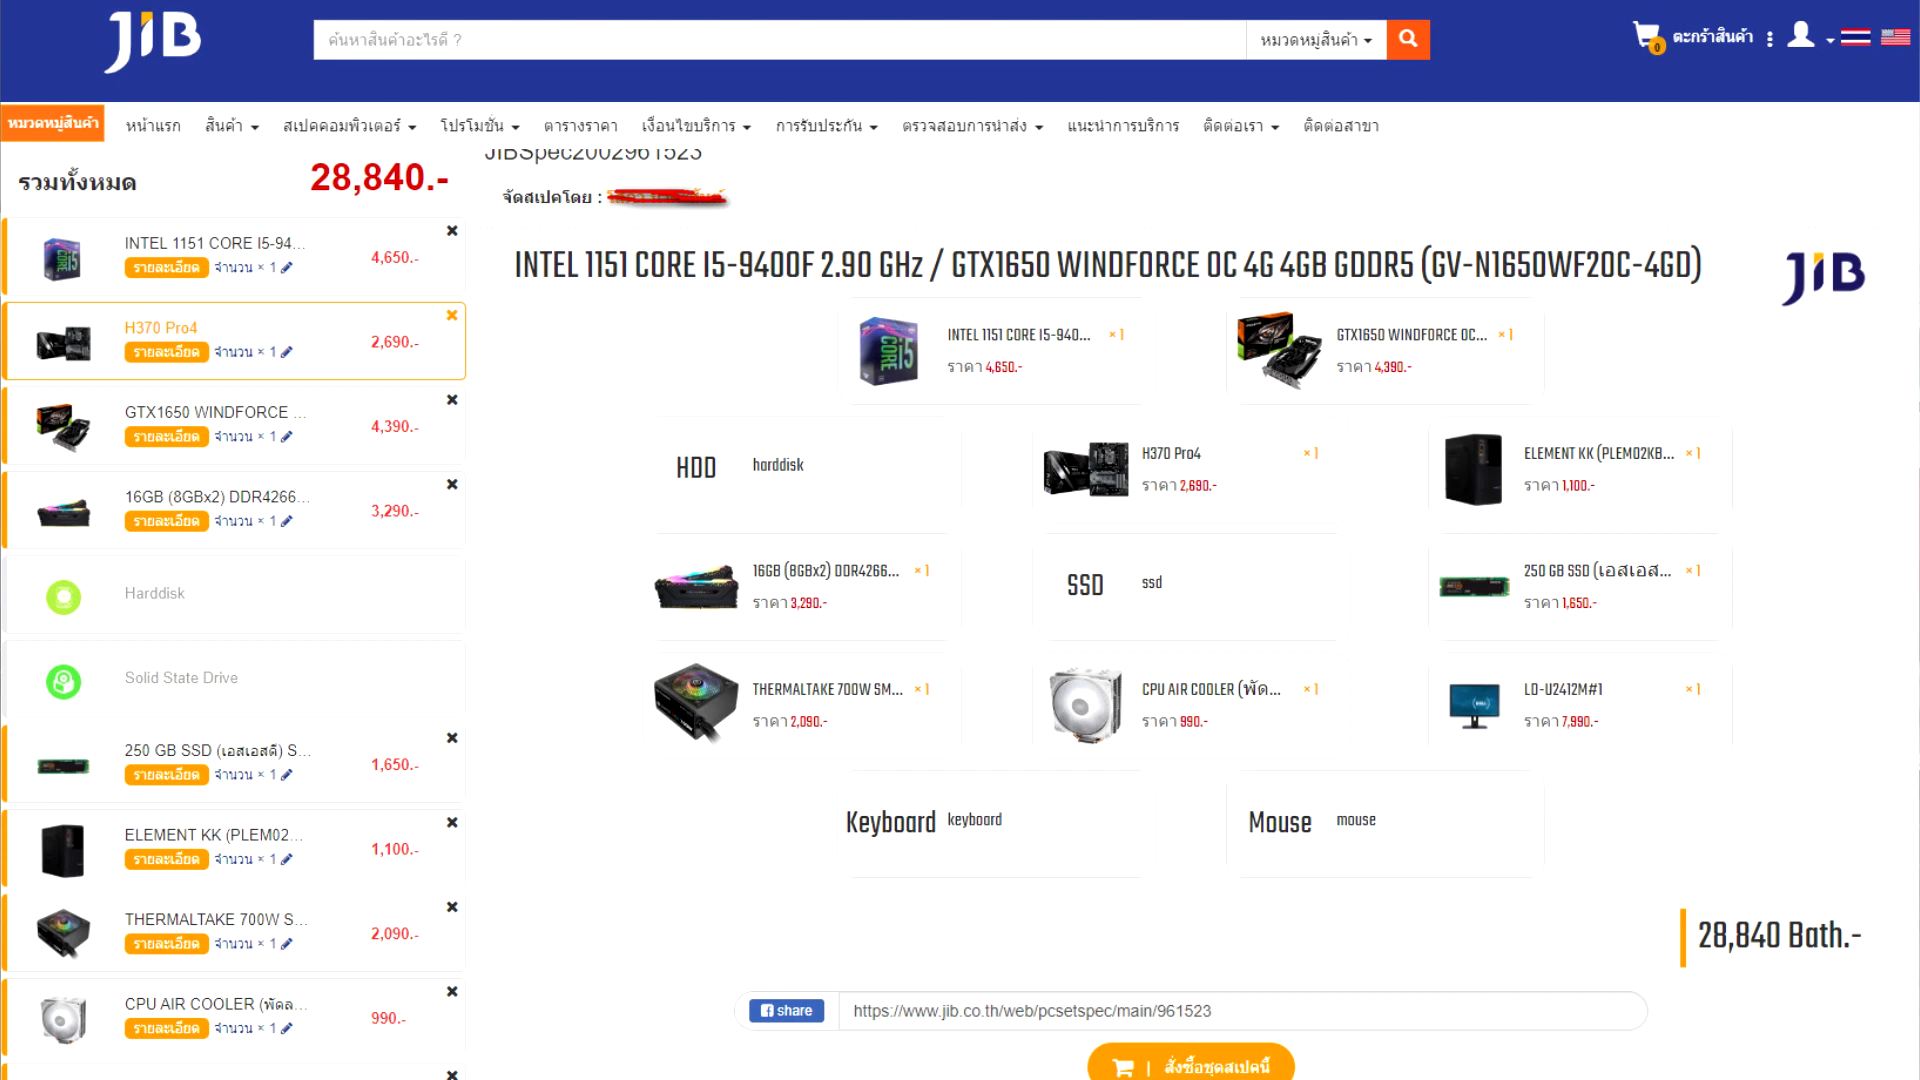 JIB
ค้นหาสินค้าอะไรดี ?
หมวดหมู่สินค้า
0
ตะกร้าสินค้า
หมวดหมู่สินค้า
หน้าแรก
สินค้า
สเปคคอมพิวเตอร์
โปรโมชั่น
ตารางราคา
เงื่อนไขบริการ
การรับประกัน
ตรวจสอบการนำส่ง
แนะนำการบริการ
ติดต่อเรา
ติดต่อสาขา
รวมทั้งหมด
28,840.-
INTEL 1151 CORE I5-94...
รายละเอียด จำนวน × 1
4,650.-
H370 Pro4
รายละเอียด จำนวน × 1
2,690.-
GTX1650 WINDFORCE ...
รายละเอียด จำนวน × 1
4,390.-
16GB (8GBx2) DDR4266...
รายละเอียด จำนวน × 1
3,290.-
Harddisk
Solid State Drive
250 GB SSD (เอสเอสดี) S...
รายละเอียด จำนวน × 1
1,650.-
ELEMENT KK (PLEM02...
รายละเอียด จำนวน × 1
1,100.-
THERMALTAKE 700W S...
รายละเอียด จำนวน × 1
2,090.-
CPU AIR COOLER (พัดล...
รายละเอียด จำนวน × 1
990.-
JIBSpec2002961523
จัดสเปคโดย :
INTEL 1151 CORE I5-9400F 2.90 GHz / GTX1650 WINDFORCE OC 4G 4GB GDDR5 (GV-N1650WF2OC-4GD)
JIB
INTEL 1151 CORE I5-940... × 1
ราคา 4,650.-
GTX1650 WINDFORCE OC... × 1
ราคา 4,390.-
HDD
harddisk
H370 Pro4 × 1
ราคา 2,690.-
ELEMENT KK (PLEM02KB... × 1
ราคา 1,100.-
16GB (8GBx2) DDR4266... × 1
ราคา 3,290.-
SSD
ssd
250 GB SSD (เอสเอส... × 1
ราคา 1,650.-
THERMALTAKE 700W SM... × 1
ราคา 2,090.-
CPU AIR COOLER (พัด... × 1
ราคา 990.-
LD-U2412M#1 × 1
ราคา 7,990.-
Keyboard
keyboard
Mouse
mouse
28,840 Bath.-
share
https://www.jib.co.th/web/pcsetspec/main/961523
| สั่งซื้อชุดสเปคนี้